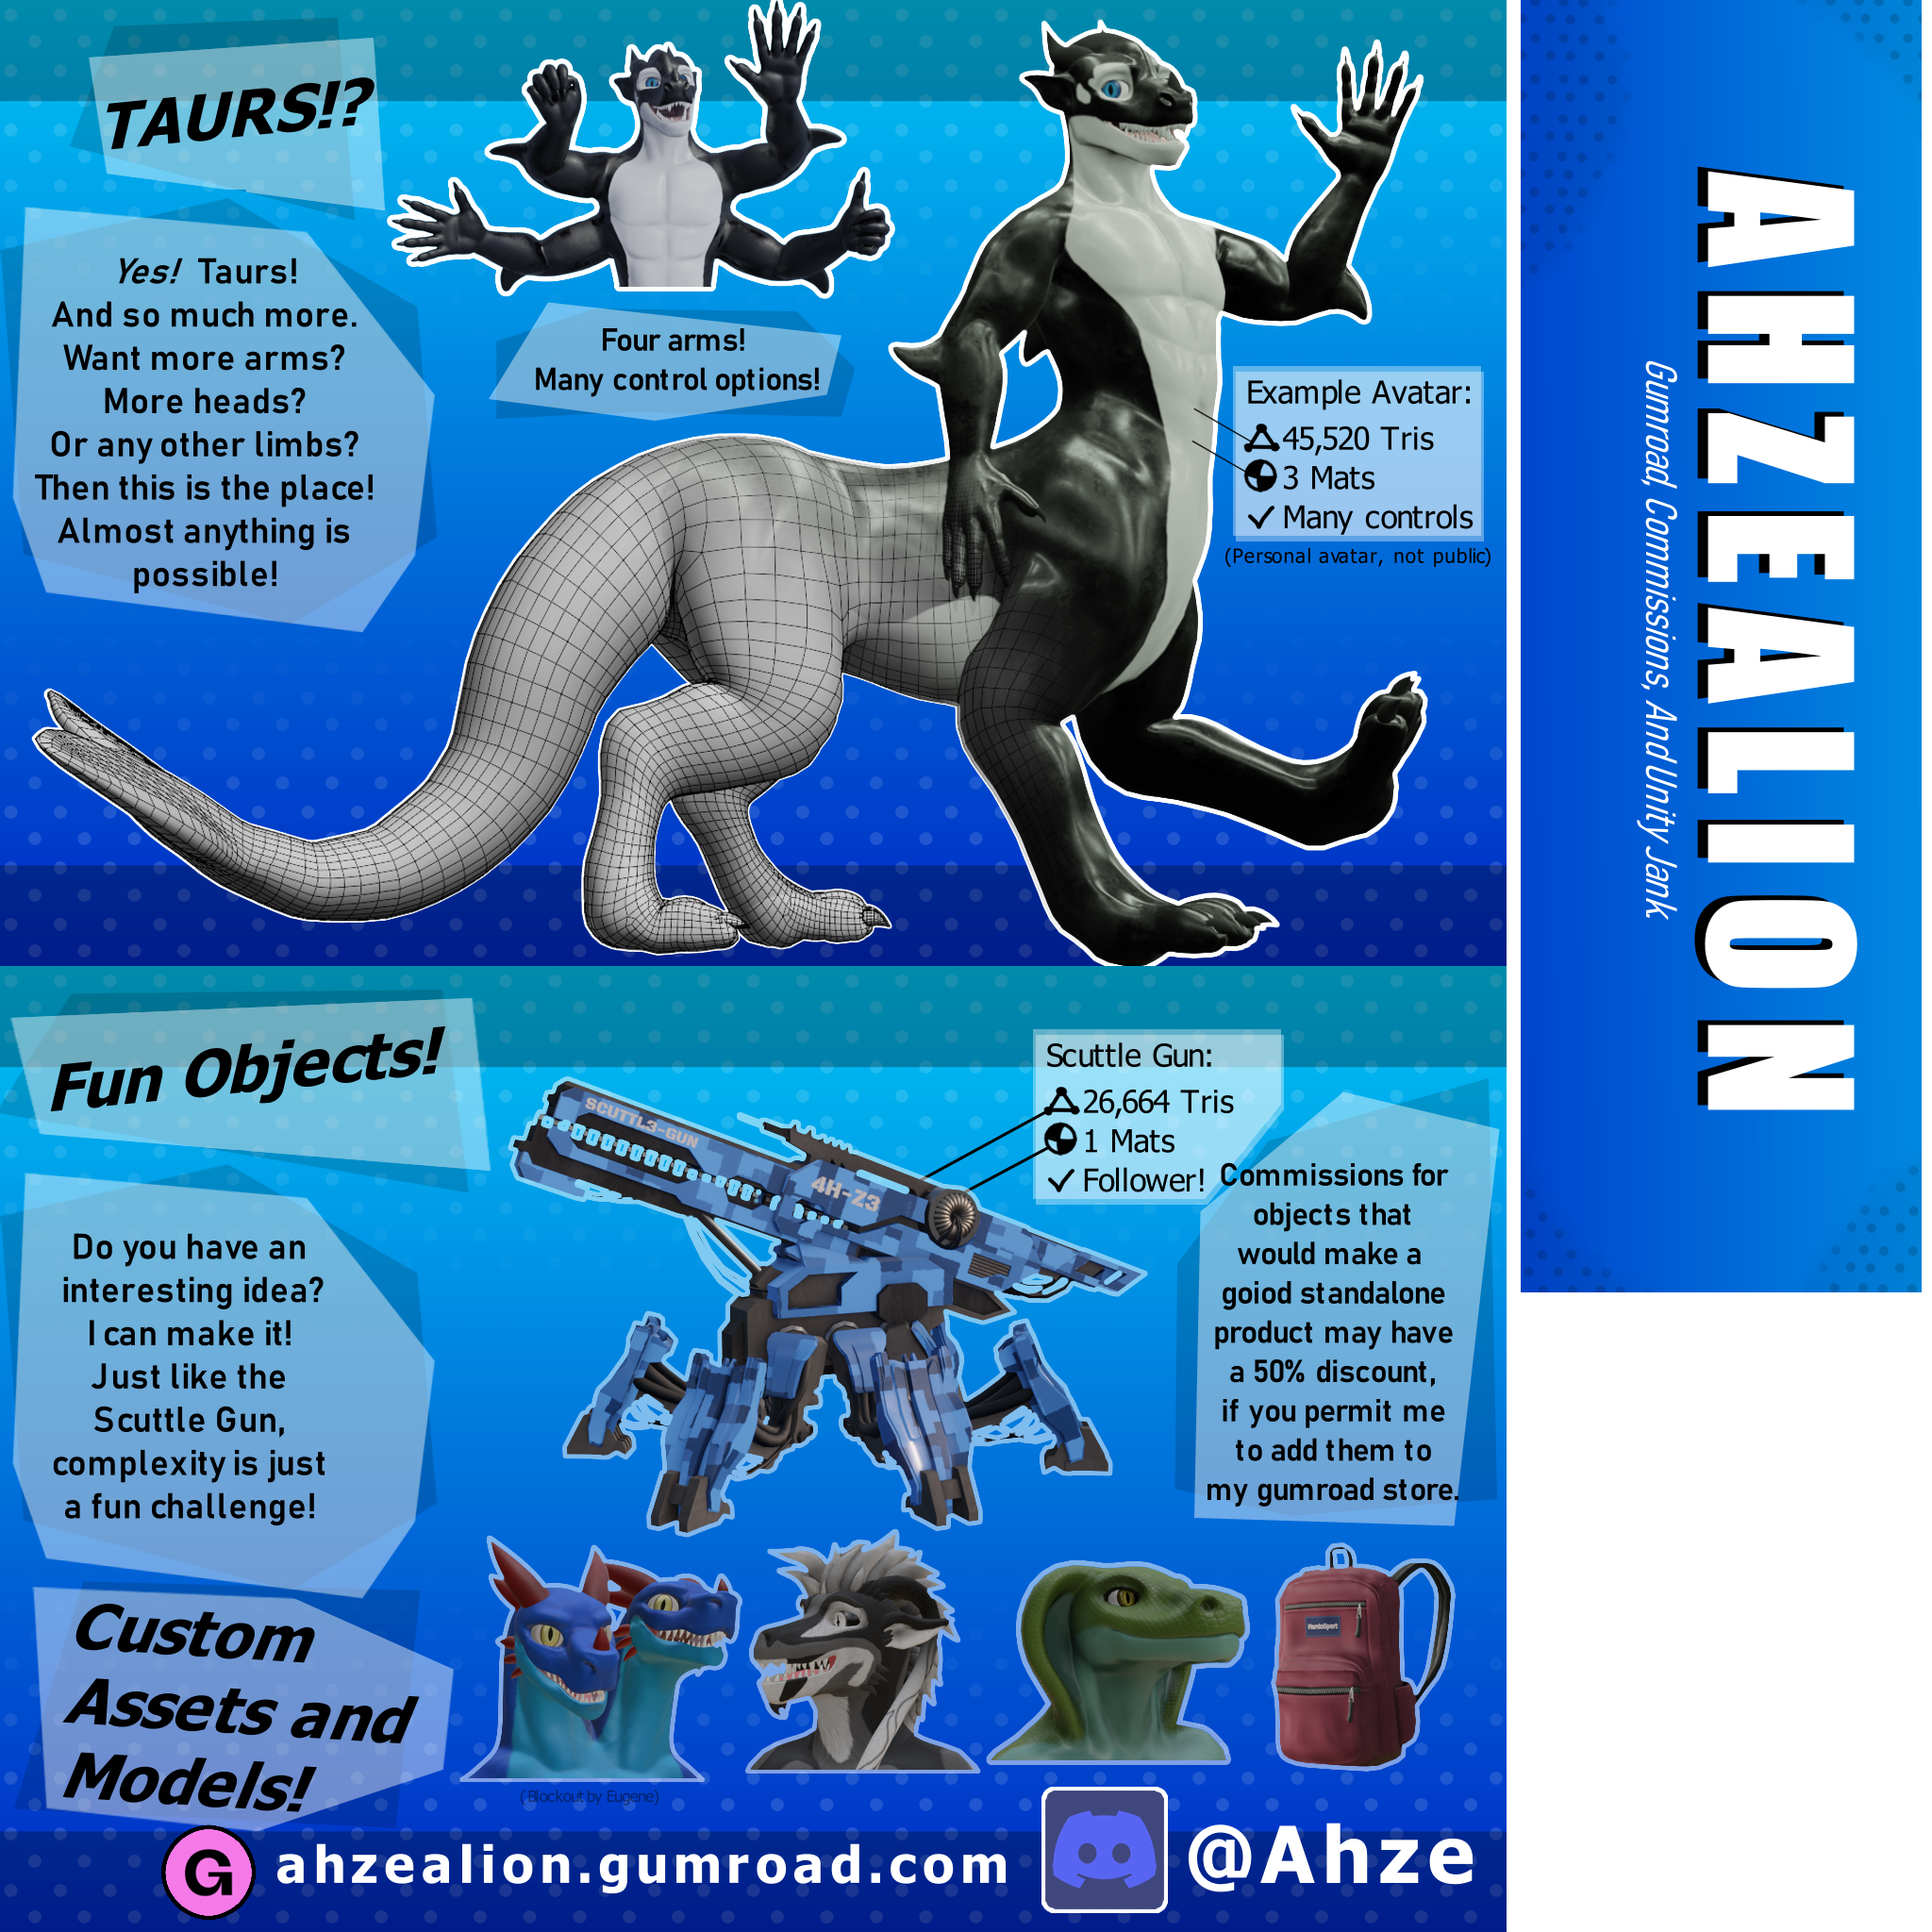 TAURS!?
Yes! Taurs!
And so much more.
Want more arms?
More heads?
Or any other limbs?
Then this is the place!
Almost anything is
possible!
Four arms!
Many control options!
Example Avatar:
45,520 Tris
3 Mats
Many controls
(Personal avatar, not public)
Fun Objects!
Do you have an
interesting idea?
I can make it!
Just like the
Scuttle Gun,
complexity is just
a fun challenge!
SCUTTL3-GUN
4H-Z3
Scuttle Gun:
26,664 Tris
1 Mats
Follower!
Commissions for
objects that
would make a
goiod standalone
product may have
a 50% discount,
if you permit me
to add them to
my gumroad store.
Custom
Assets and
Models!
(Blockout by Eugene)
HardoSport
G ahzealion.gumroad.com
@Ahze
AHZEALION
Gumroad, Commissions, And Unity Jank